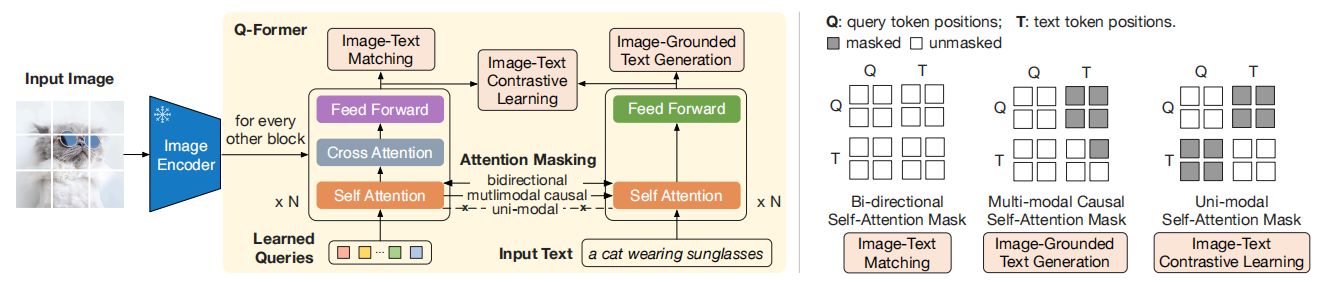 Q-Former
Input Image
Image
Encoder
for every
other block
Image-Text
Matching
Image-Text
Contrastive
Learning
Image-Grounded
Text Generation
Feed Forward
Cross Attention
Self Attention
x N
Feed Forward
Self Attention
x N
Attention Masking
bidirectional
mutlimodal causal
uni-modal
x
x
Learned
Queries
...
Input Text
a cat wearing sunglasses
Q: query token positions; T: text token positions.
masked unmasked
Q T
Q
T
Bi-directional
Self-Attention Mask
Image-Text
Matching
Q T
Q
T
Multi-modal Causal
Self-Attention Mask
Image-Grounded
Text Generation
Q T
Q
T
Uni-modal
Self-Attention Mask
Image-Text
Contrastive Learning